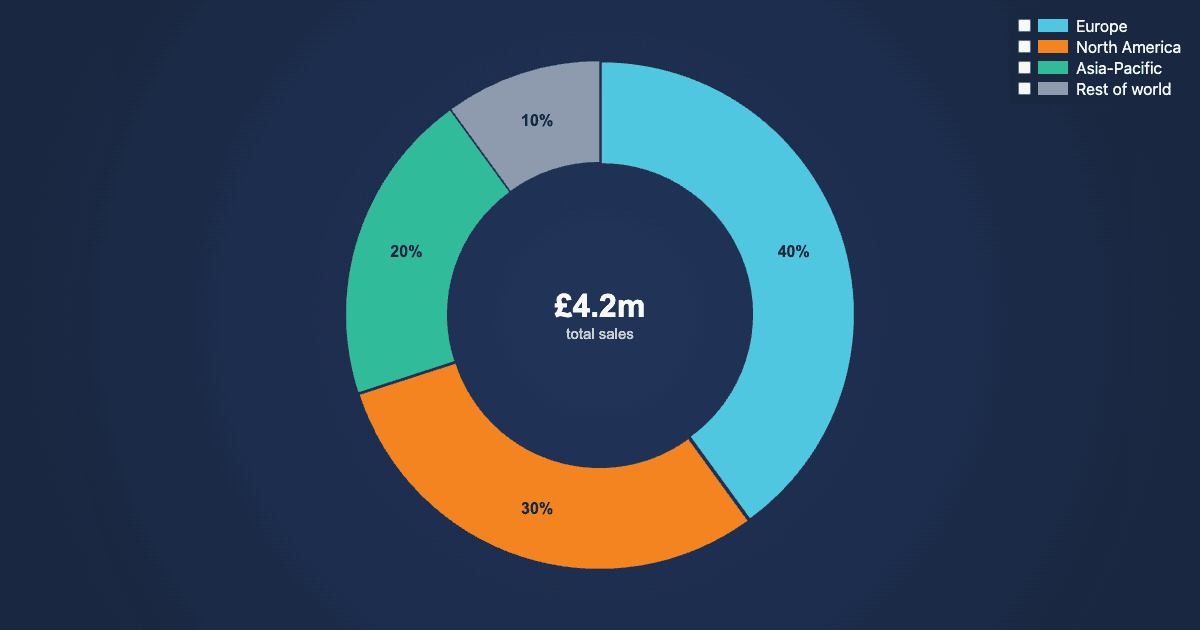 Europe
North America
Asia-Pacific
Rest of world
10%
20%
40%
£4.2m
total sales
30%